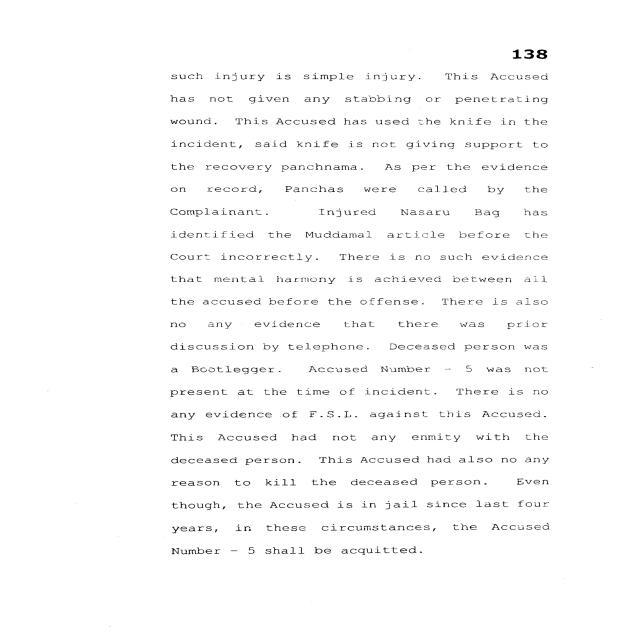 138
such injury is simple injury. This Accused
has not given any stabbing or penetrating
wound. This Accused has used the knife in the
incident, said knife is not giving support to
the recovery panchnama. As per the evidence
on record, Panchas were called by the
Complainant. Injured Nasaru Bag has
identified the Muddamal article before the
Court incorrectly. There is no such evidence
that mental harmony is achieved between all
the accused before the offense. There is also
no any evidence that there was prior
discussion by telephone. Deceased person was
a Bootlegger. Accused Number - 5 was not
present at the time of incident. There is no
any evidence of F.S.L. against this Accused.
This Accused had not any enmity with the
deceased person. This Accused had also no any
reason to kill the deceased person. Even
though, the Accused is in jail since last four
years, in these circumstances, the Accused
Number - 5 shall be acquitted.